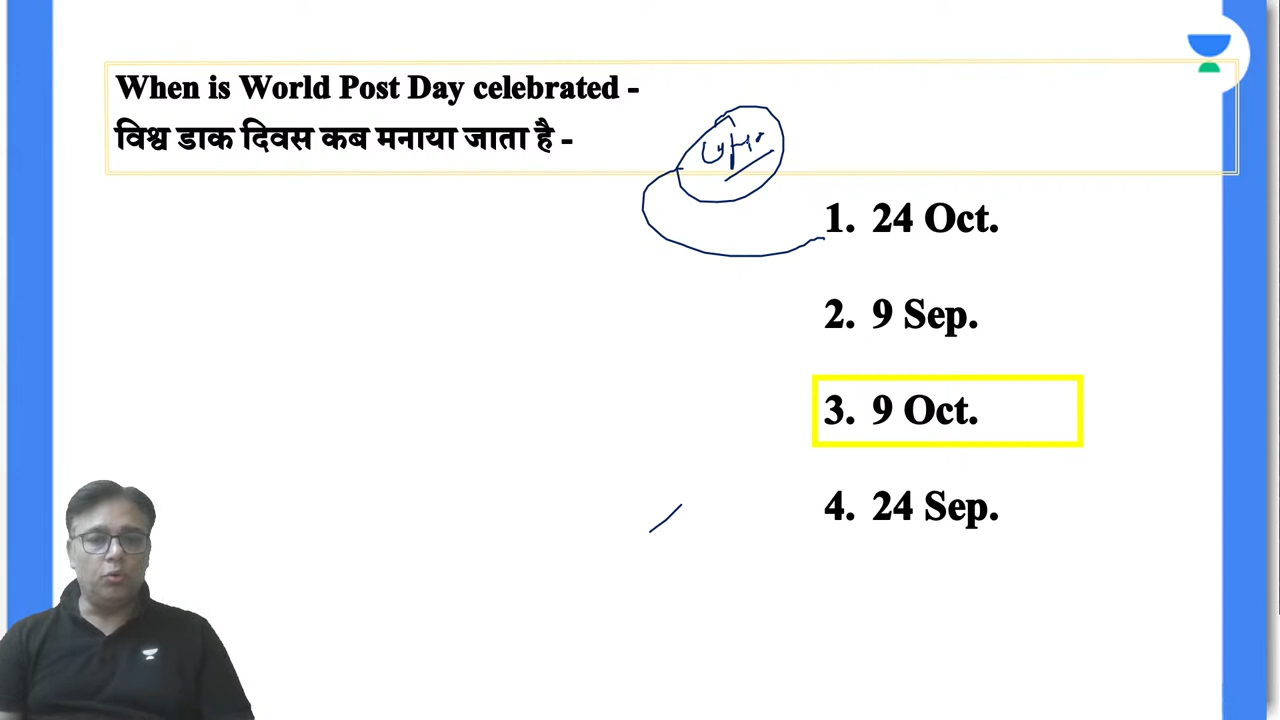 When is World Post Day celebrated -
विश्व डाक दिवस कब मनाया जाता है -
1. 24 Oct.
2. 9 Sep.
3. 9 Oct.
4. 24 Sep.